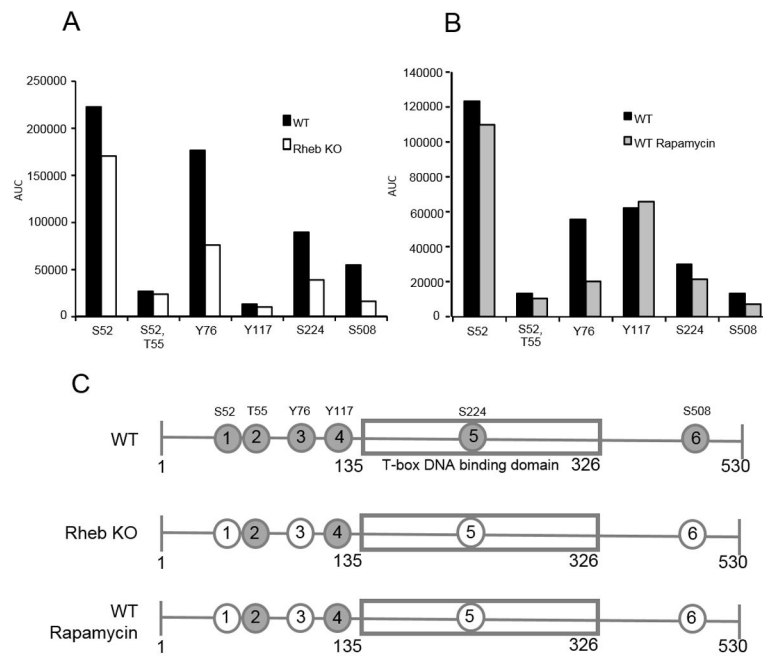 A
250000
200000
150000
100000
50000
0
AUC
WT
Rheb KO
S52
S52,
T55
Y76
Y117
S224
S508
B
140000
120000
100000
80000
60000
40000
20000
0
AUC
WT
WT Rapamycin
S52
S52,
T55
Y76
Y117
S224
S508
C
S52 T55 Y76 Y117 S224 S508
WT 1 2 3 4 5 6
1 135 T-box DNA binding domain 326 530
Rheb KO 1 2 3 4 5 6
1 135 326 530
WT
Rapamycin 1 2 3 4 5 6
1 135 326 530